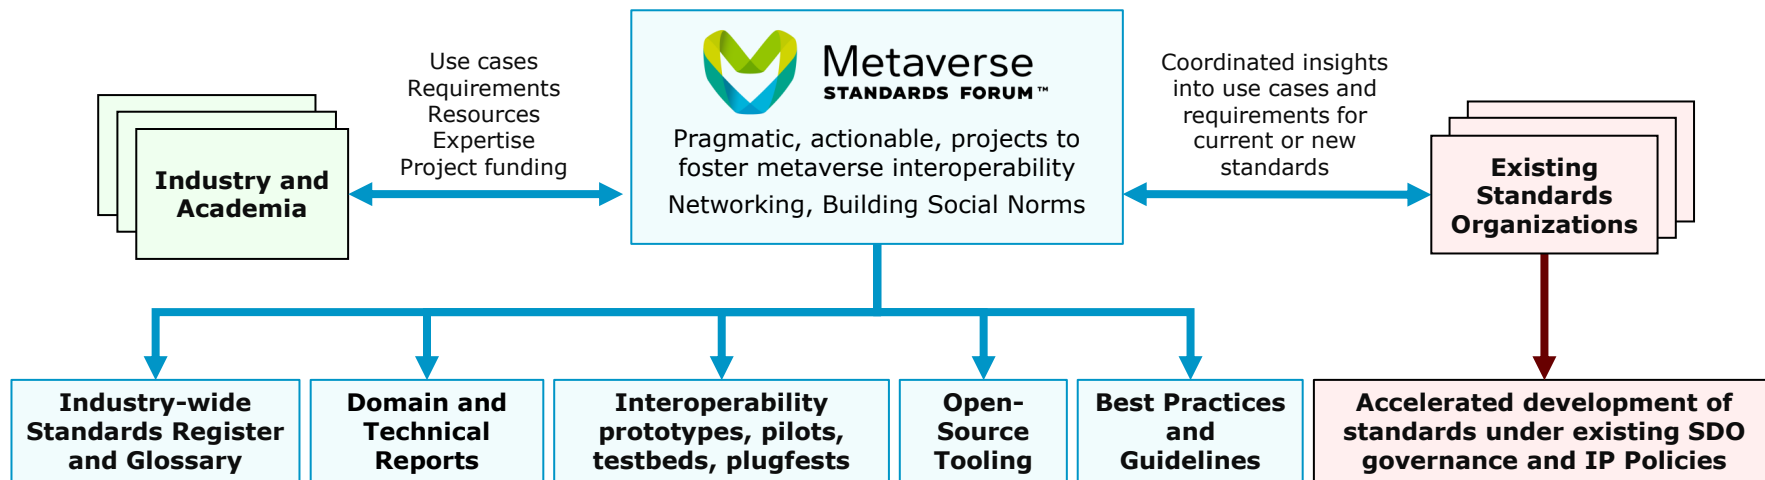 Use cases
Requirements
Resources
Expertise
Project funding
Industry and
Academia
Metaverse
STANDARDS FORUM™
Pragmatic, actionable, projects to
foster metaverse interoperability
Networking, Building Social Norms
Coordinated insights
into use cases and
requirements for
current or new
standards
Existing
Standards
Organizations
Industry-wide
Standards Register
and Glossary
Domain and
Technical
Reports
Interoperability
prototypes, pilots,
testbeds, plugfests
Open-
Source
Tooling
Best Practices
and
Guidelines
Accelerated development of
standards under existing SDO
governance and IP Policies